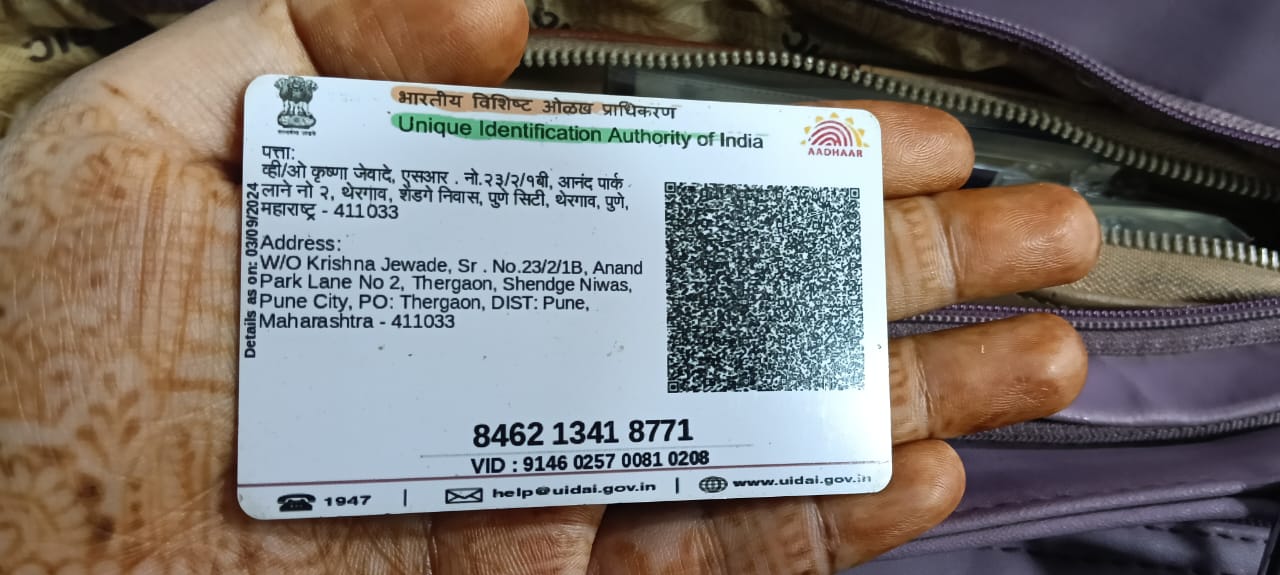 भारतीय विशिष्ट ओळख प्राधिकरण
Unique Identification Authority of India
AADHAAR
पत्ता:
व्ही/ओ कृष्णा जेवादे, एसआर . नो.२३/२/१बी, आनंद पार्क
लाने नो २, थेरगाव, शेंडगे निवास, पुणे सिटी, थेरगाव, पुणे,
महाराष्ट्र - 411033
Details as on: 03/09/2024
Address:
W/O Krishna Jewade, Sr . No.23/2/1B, Anand
Park Lane No 2, Thergaon, Shendge Niwas,
Pune City, PO: Thergaon, DIST: Pune,
Maharashtra - 411033
8462 1341 8771
VID : 9146 0257 0081 0208
1947 | help@uidai.gov.in | www.uidai.gov.in